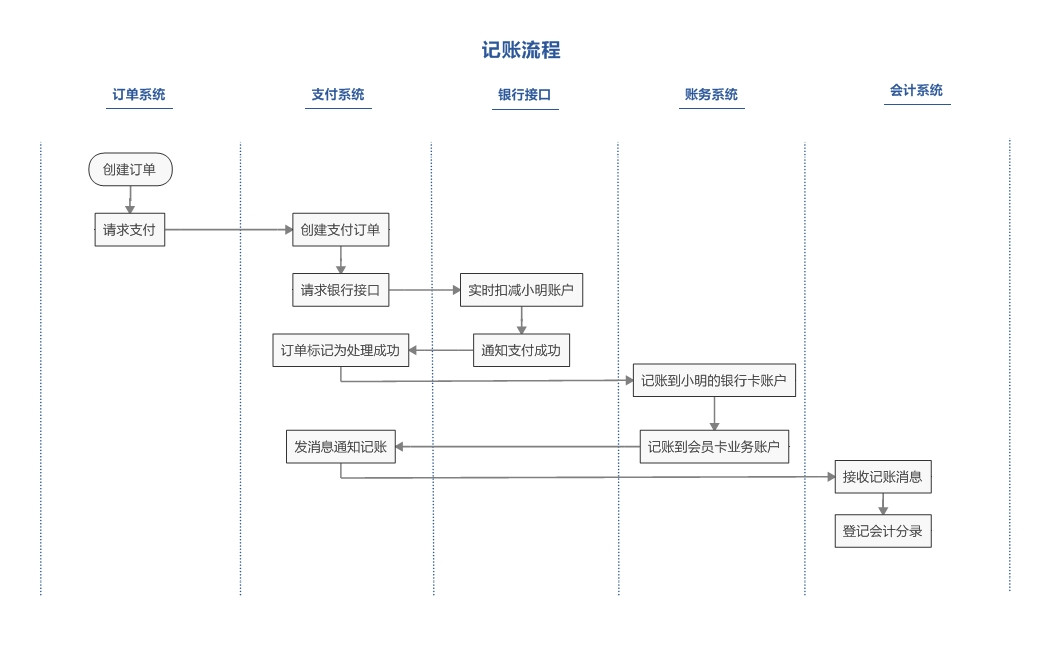 记账流程
订单系统
支付系统
银行接口
账务系统
会计系统
创建订单
请求支付
创建支付订单
请求银行接口
实时扣减小明账户
订单标记为处理成功
通知支付成功
记账到小明的银行卡账户
发消息通知记账
记账到会员卡业务账户
接收记账消息
登记会计分录